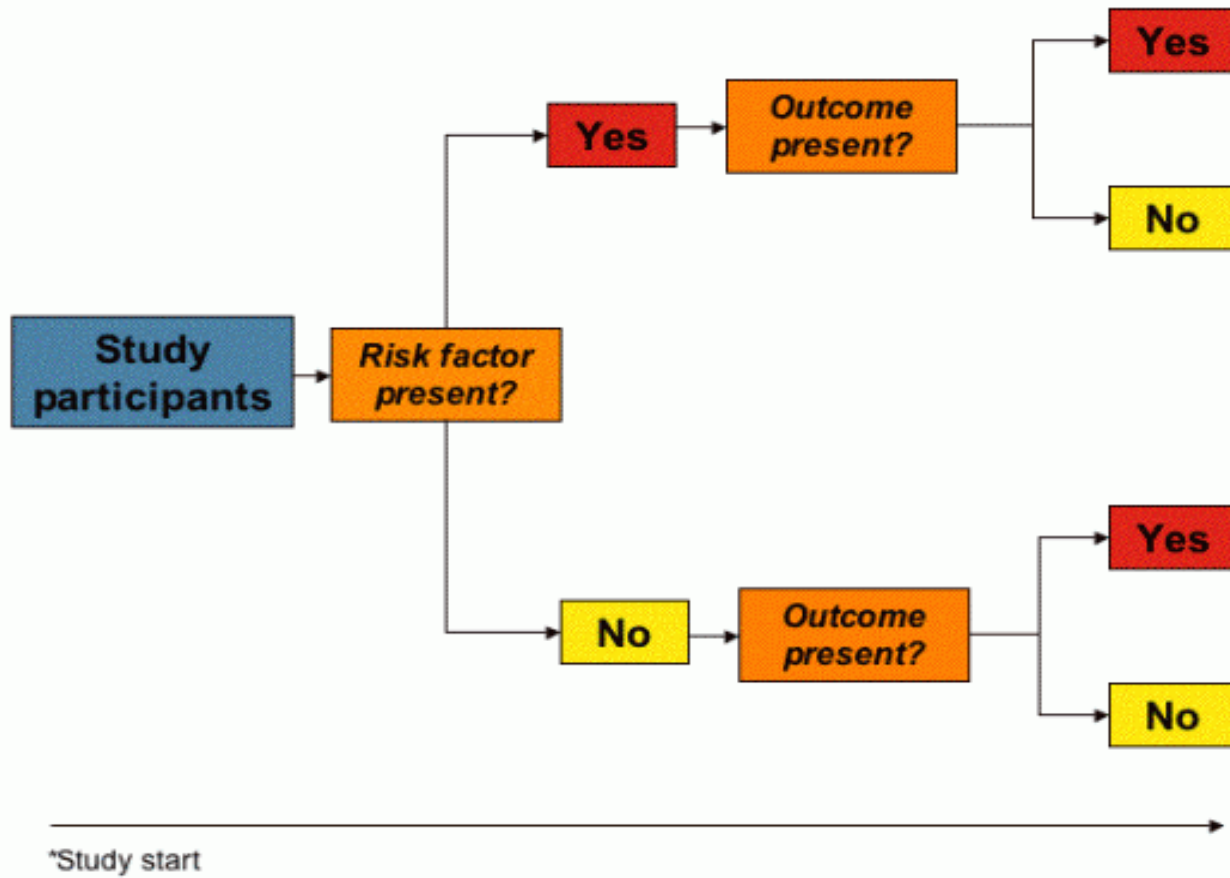 Yes
Outcome
present?
Yes
No
Study
participants
Risk factor
present?
Yes
No
Outcome
present?
No
*Study start